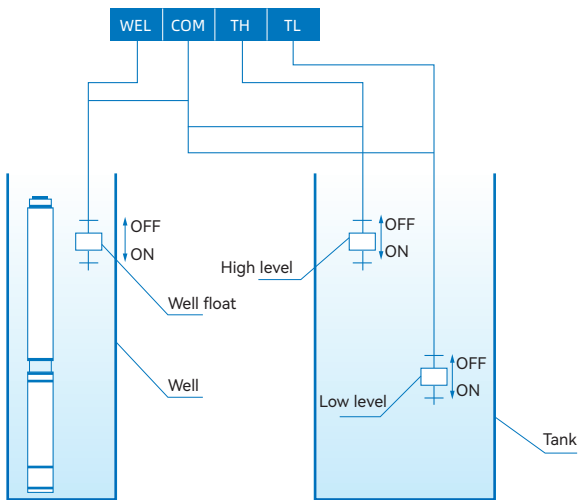 WEL COM TH TL
OFF
ON
Well float
Well
OFF
ON
High level
OFF
ON
Low level
Tank